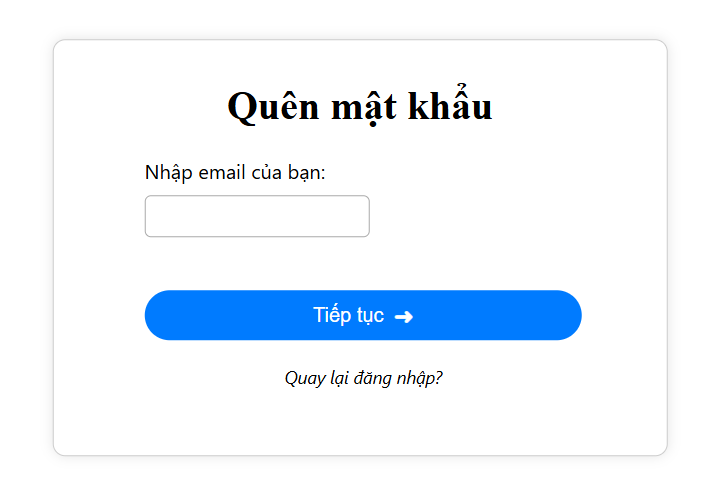 Quên mật khẩu
Nhập email của bạn:
Tiếp tục ➜
Quay lại đăng nhập?